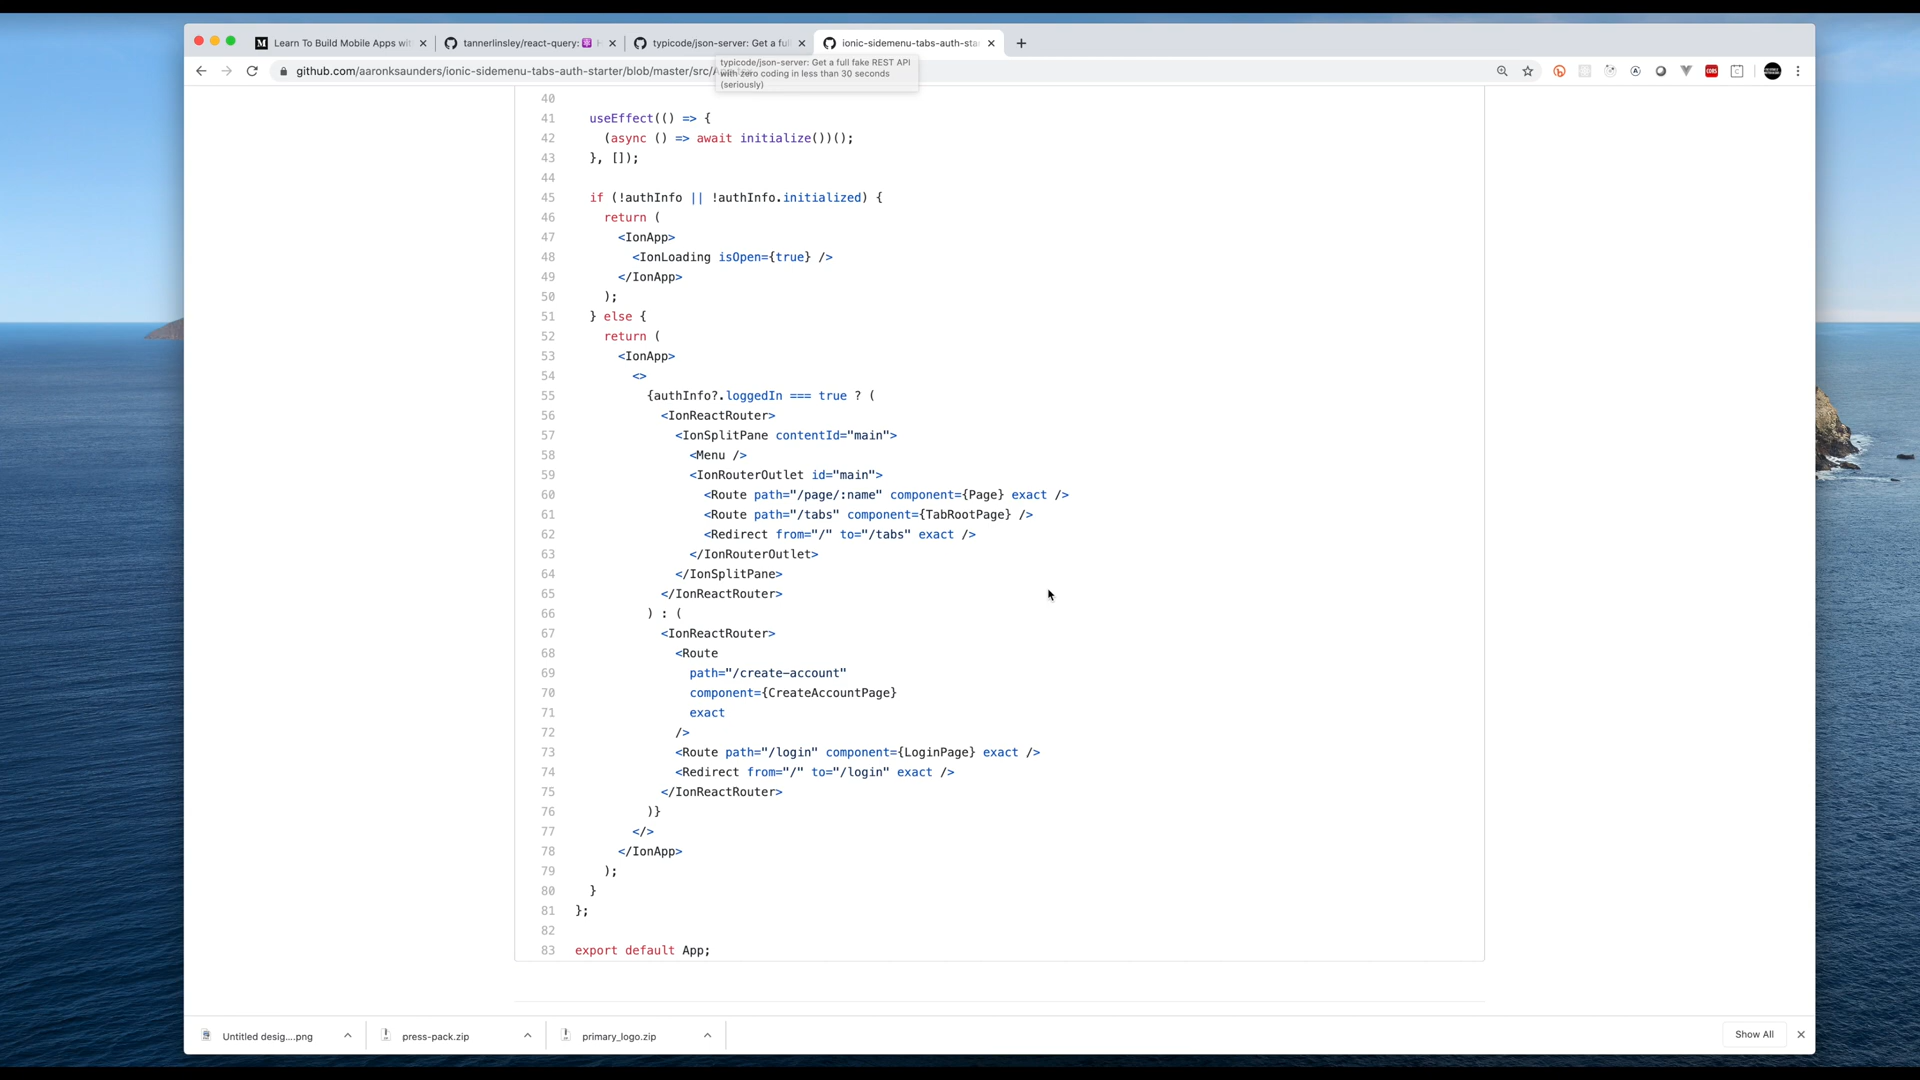 Learn To Build Mobile Apps wit
tannerlinsley/react-query: H
typicode/json-server: Get a ful
ionic-sidemenu-tabs-auth-sta
github.com/aaronksaunders/ionic-sidemenu-tabs-auth-starter/blob/master/src/
typicode/json-server: Get a full fake REST API
with zero coding in less than 30 seconds
(seriously)
40
41 useEffect(() => {
42 (async () => await initialize())();
43 }, []);
44
45 if (!authInfo || !authInfo.initialized) {
46 return (
47 <IonApp>
48 <IonLoading isOpen={true} />
49 </IonApp>
50 );
51 } else {
52 return (
53 <IonApp>
54 <>
55 {authInfo?.loggedIn === true ? (
56 <IonReactRouter>
57 <IonSplitPane contentId="main">
58 <Menu />
59 <IonRouterOutlet id="main">
60 <Route path="/page/:name" component={Page} exact />
61 <Route path="/tabs" component={TabRootPage} />
62 <Redirect from="/" to="/tabs" exact />
63 </IonRouterOutlet>
64 </IonSplitPane>
65 </IonReactRouter>
66 ) : (
67 <IonReactRouter>
68 <Route
69 path="/create-account"
70 component={CreateAccountPage}
71 exact
72 />
73 <Route path="/login" component={LoginPage} exact />
74 <Redirect from="/" to="/login" exact />
75 </IonReactRouter>
76 )}
77 </>
78 </IonApp>
79 );
80 }
81 };
82
83 export default App;
Untitled desig....png
press-pack.zip
primary_logo.zip
Show All